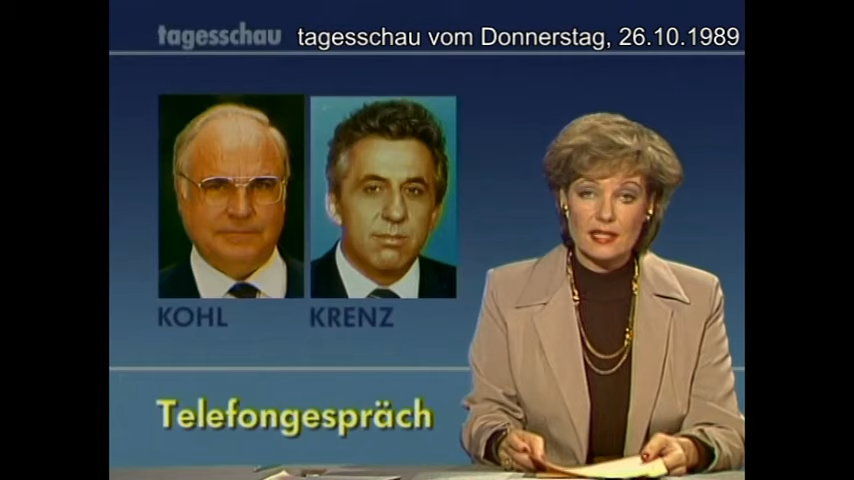 tagesschau tagesschau vom Donnerstag, 26.10.1989
KOHL KRENZ
Telefongespräch